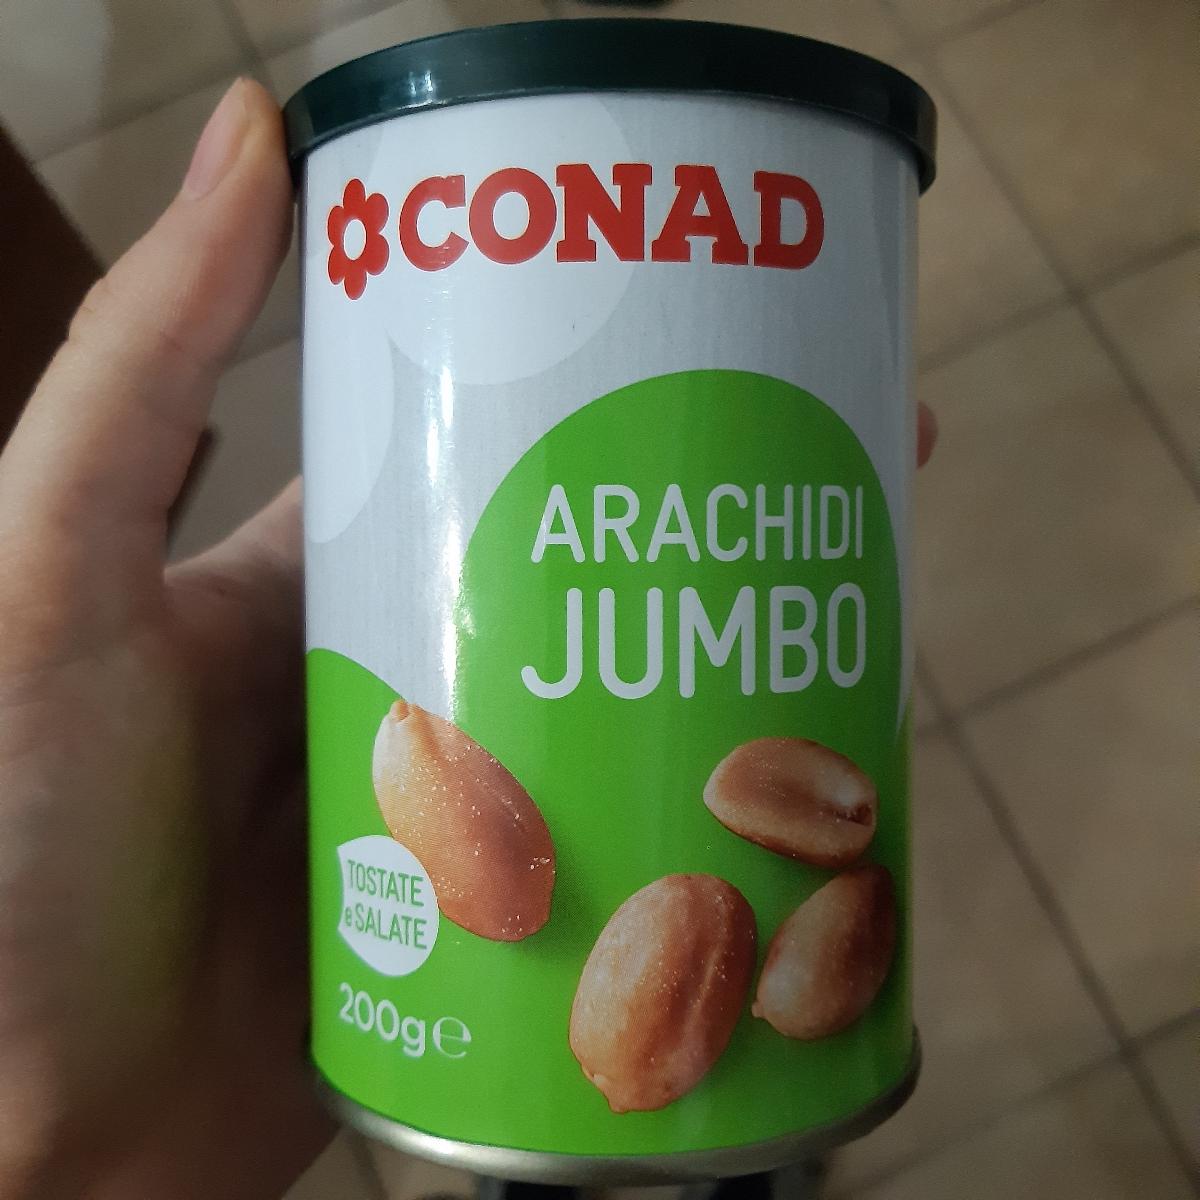 CONAD
ARACHIDI
JUMBO
TOSTATE
e SALATE
200g℮